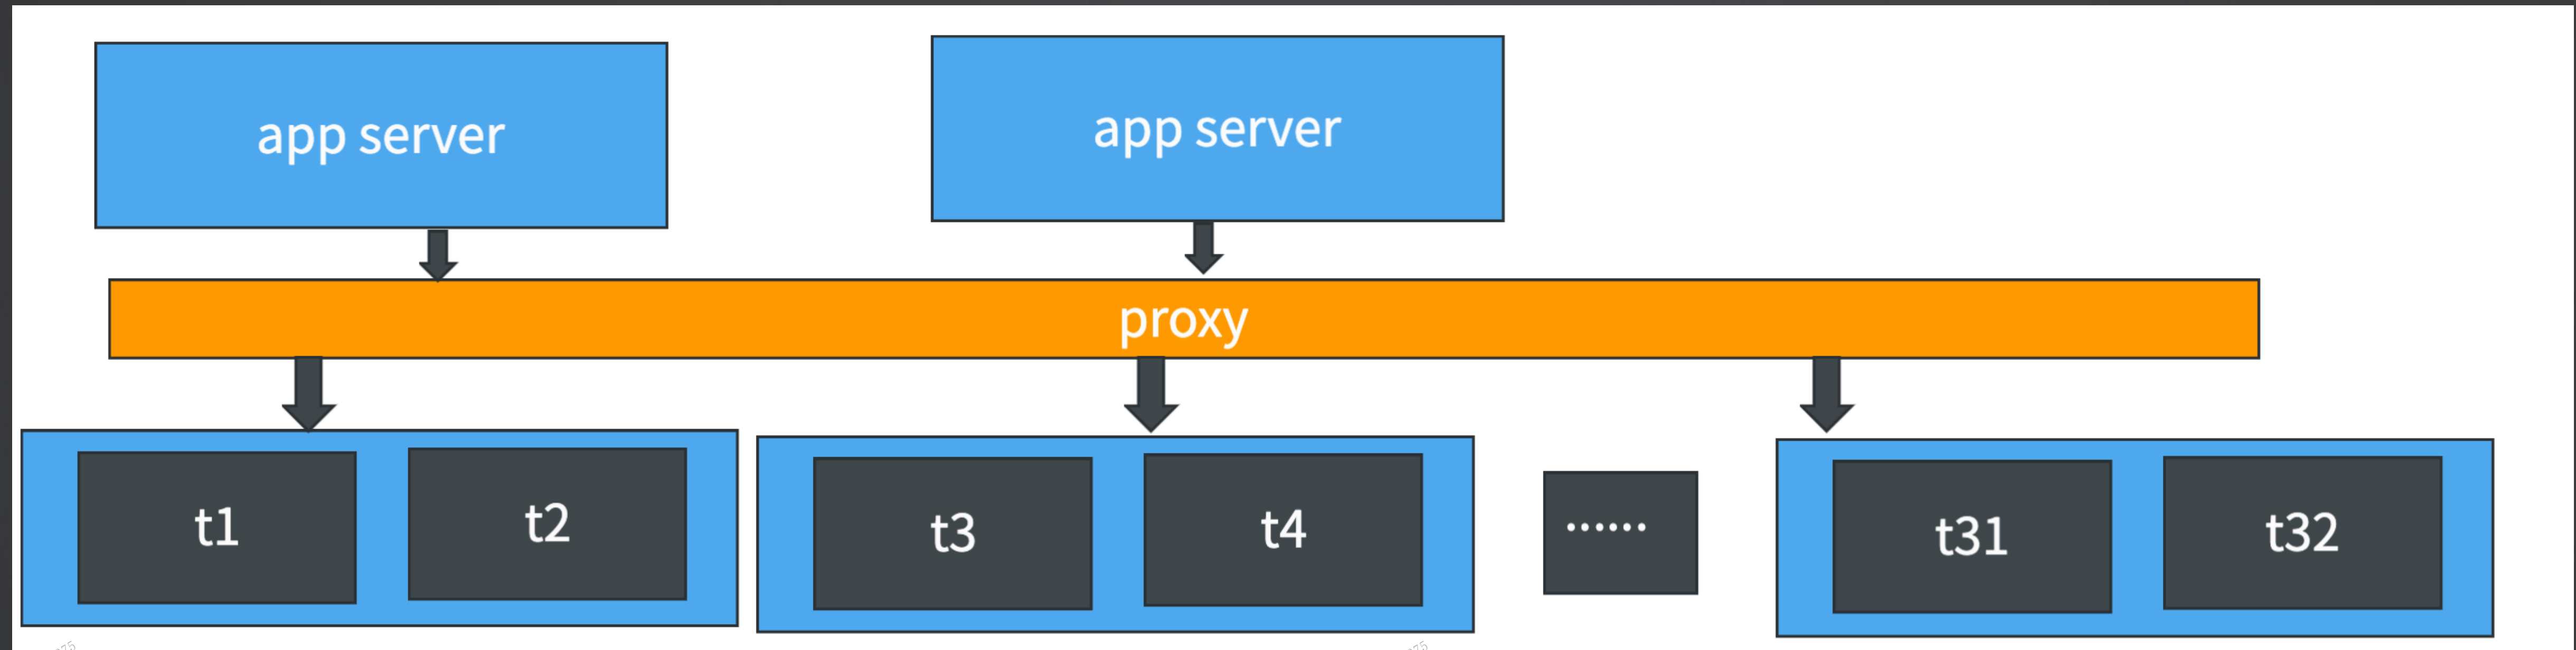 app server
app server
proxy
t1
t2
t3
t4
......
t31
t32